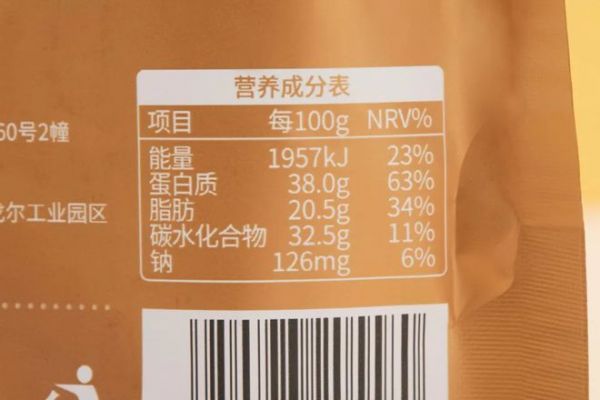 营养成分表
项目 每100g NRV%
能量 1957kJ 23%
蛋白质 38.0g 63%
脂肪 20.5g 34%
碳水化合物 32.5g 11%
钠 126mg 6%
60号2幢
尔工业园区